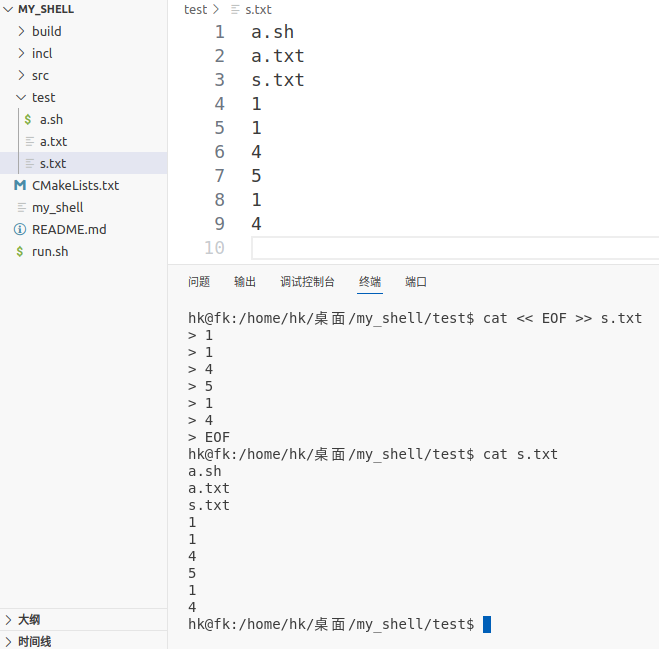 MY_SHELL
build
incl
src
test
$ a.sh
a.txt
s.txt
M CMakeLists.txt
my_shell
README.md
$ run.sh
大纲
时间线
test > s.txt
1 a.sh
2 a.txt
3 s.txt
4 1
5 1
6 4
7 5
8 1
9 4
10
问题 输出 调试控制台 终端 端口
hk@fk:/home/hk/桌面/my_shell/test$ cat << EOF >> s.txt
> 1
> 1
> 4
> 5
> 1
> 4
> EOF
hk@fk:/home/hk/桌面/my_shell/test$ cat s.txt
a.sh
a.txt
s.txt
1
1
4
5
1
4
hk@fk:/home/hk/桌面/my_shell/test$